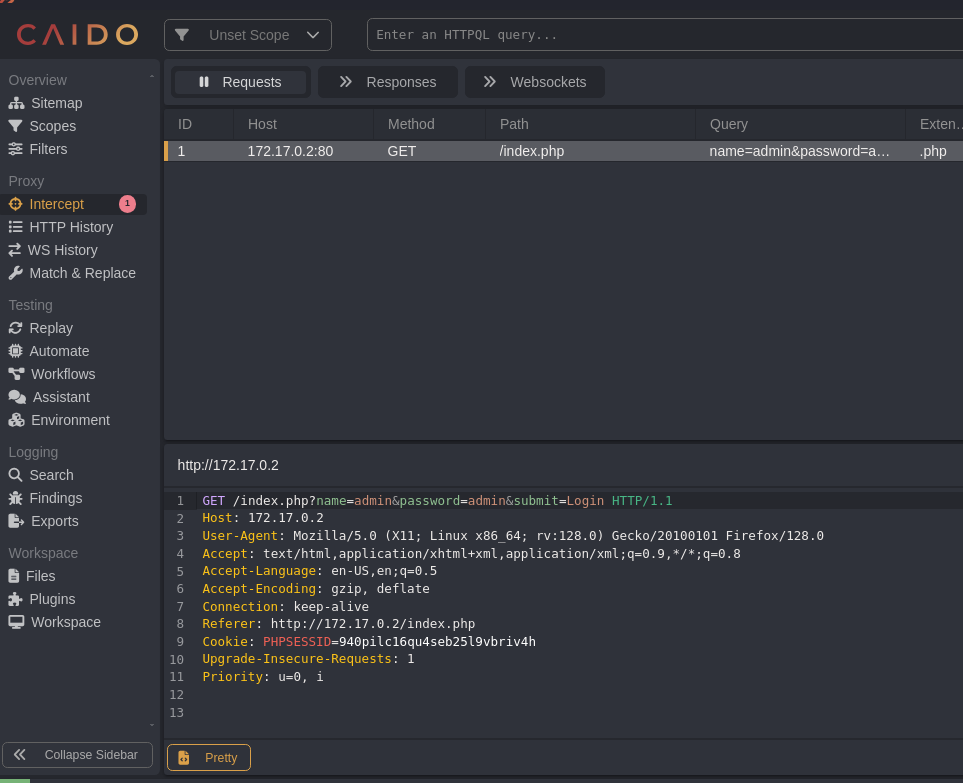 CAIDO
Unset Scope
Enter an HTTPQL query...
Overview
Sitemap
Scopes
Filters
Proxy
Intercept 1
HTTP History
WS History
Match & Replace
Testing
Replay
Automate
Workflows
Assistant
Environment
Logging
Search
Findings
Exports
Workspace
Files
Plugins
Workspace
Collapse Sidebar
Requests Responses Websockets
ID Host Method Path Query Exten...
1 172.17.0.2:80 GET /index.php name=admin&password=a... .php
http://172.17.0.2
1 GET /index.php?name=admin&password=admin&submit=Login HTTP/1.1
2 Host: 172.17.0.2
3 User-Agent: Mozilla/5.0 (X11; Linux x86_64; rv:128.0) Gecko/20100101 Firefox/128.0
4 Accept: text/html,application/xhtml+xml,application/xml;q=0.9,*/*;q=0.8
5 Accept-Language: en-US,en;q=0.5
6 Accept-Encoding: gzip, deflate
7 Connection: keep-alive
8 Referer: http://172.17.0.2/index.php
9 Cookie: PHPSESSID=940pilc16qu4seb25l9vbriv4h
10 Upgrade-Insecure-Requests: 1
11 Priority: u=0, i
12
13
Pretty